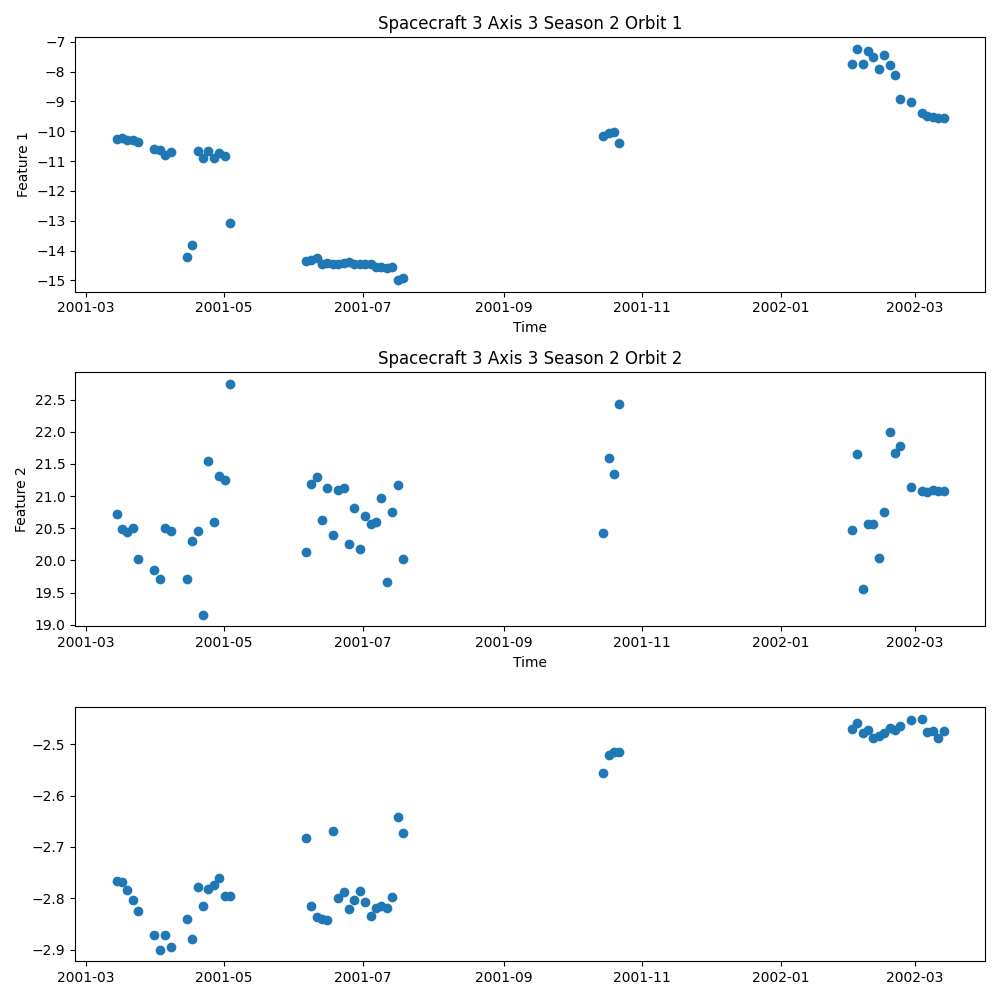 Spacecraft 3 Axis 3 Season 2 Orbit 1
−7
−8
−9
−10
−11
−12
−13
−14
−15
Feature 1
2001-03 2001-05 2001-07 2001-09 2001-11 2002-01 2002-03
Time
Spacecraft 3 Axis 3 Season 2 Orbit 2
22.5
22.0
21.5
21.0
20.5
20.0
19.5
19.0
Feature 2
2001-03 2001-05 2001-07 2001-09 2001-11 2002-01 2002-03
Time
−2.5
−2.6
−2.7
−2.8
−2.9
2001-03 2001-05 2001-07 2001-09 2001-11 2002-01 2002-03